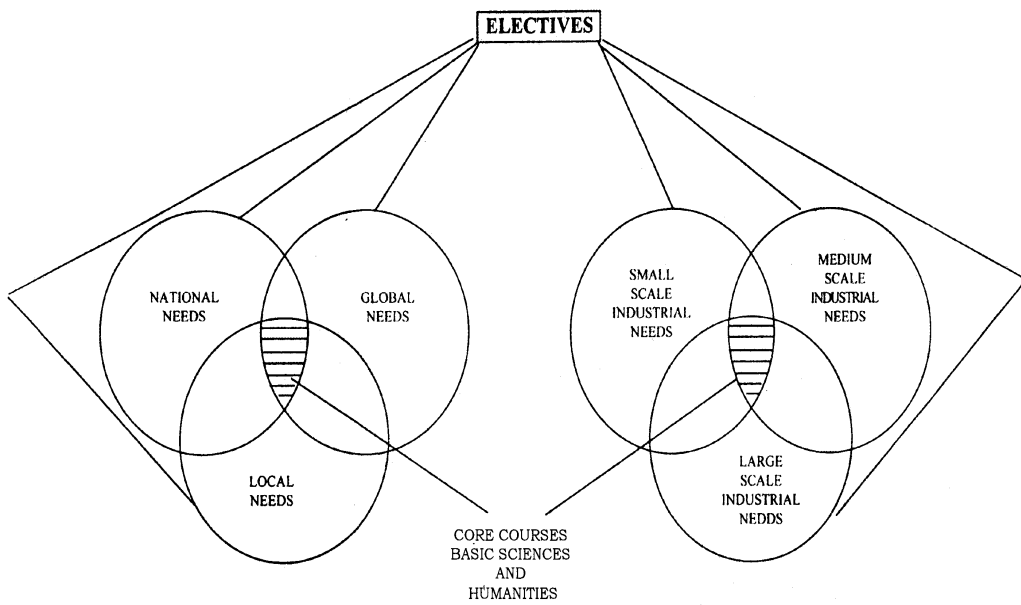 ELECTIVES
NATIONAL
NEEDS
GLOBAL
NEEDS
LOCAL
NEEDS
SMALL
SCALE
INDUSTRIAL
NEEDS
MEDIUM
SCALE
INDUSTRIAL
NEEDS
LARGE
SCALE
INDUSTRIAL
NEDDS
CORE COURSES
BASIC SCIENCES
AND
HUMANITIES